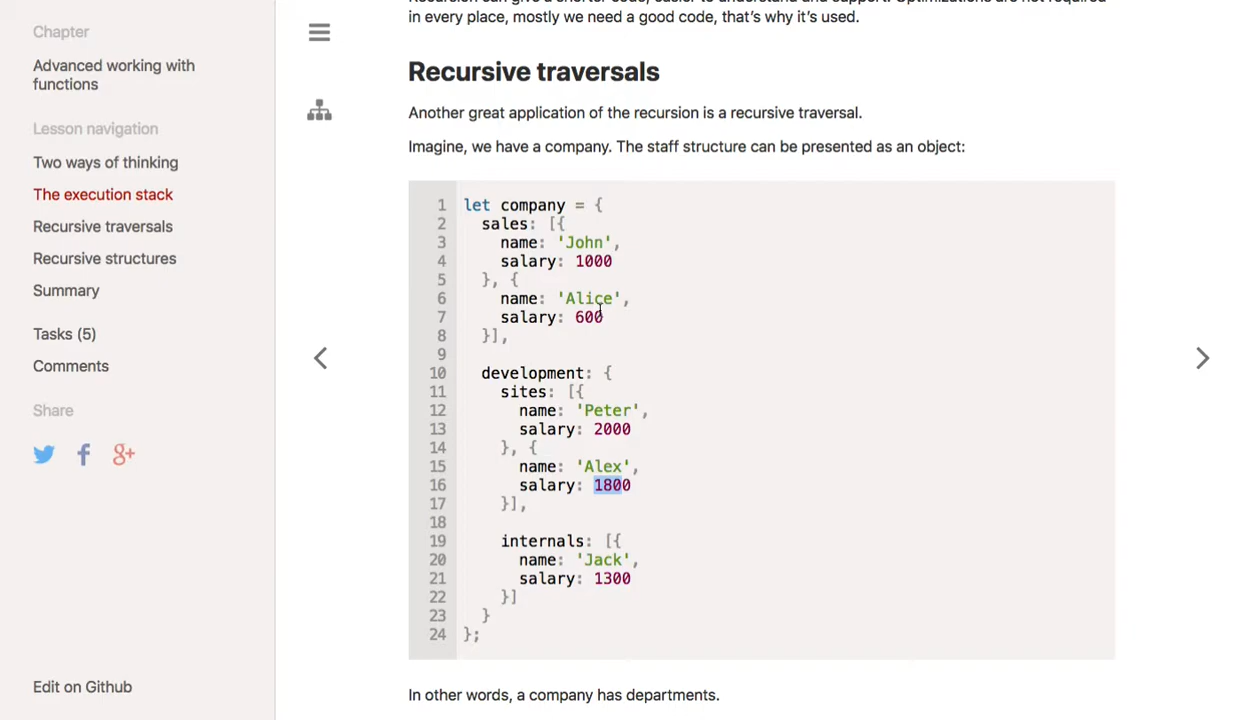 Chapter
Advanced working with
functions
Lesson navigation
Two ways of thinking
The execution stack
Recursive traversals
Recursive structures
Summary
Tasks (5)
Comments
Share
Edit on Github
in every place, mostly we need a good code, that's why it's used.
Recursive traversals
Another great application of the recursion is a recursive traversal.
Imagine, we have a company. The staff structure can be presented as an object:
1 let company = {
2 sales: [{
3 name: 'John',
4 salary: 1000
5 }, {
6 name: 'Alice',
7 salary: 600
8 }],
9
10 development: {
11 sites: [{
12 name: 'Peter',
13 salary: 2000
14 }, {
15 name: 'Alex',
16 salary: 1800
17 }],
18
19 internals: [{
20 name: 'Jack',
21 salary: 1300
22 }]
23 }
24 };
In other words, a company has departments.